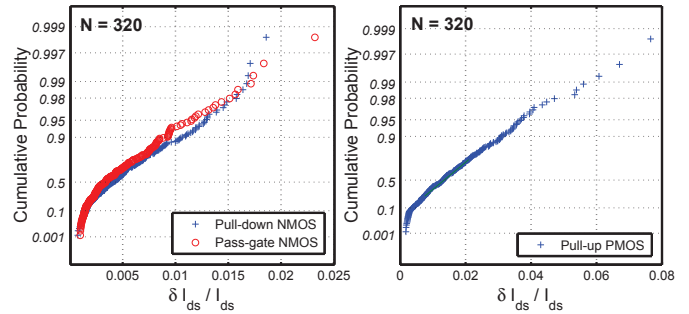 N = 320
Cumulative Probability
0.999
0.997
0.99
0.98
0.95
0.9
0.5
0.1
0.001
Pull-down NMOS
Pass-gate NMOS
0.005 0.01 0.015 0.02 0.025
δ I_ds / I_ds
N = 320
Cumulative Probability
0.999
0.997
0.99
0.98
0.95
0.9
0.5
0.1
0.001
Pull-up PMOS
0 0.02 0.04 0.06 0.08
δ I_ds / I_ds